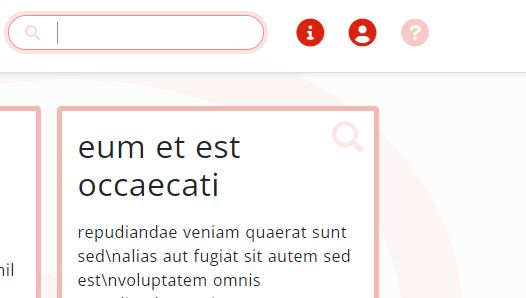 eum et est
occaecati
repudiandae veniam quaerat sunt
sed\nalias aut fugiat sit autem sed
nil
est\nvoluptatem omnis